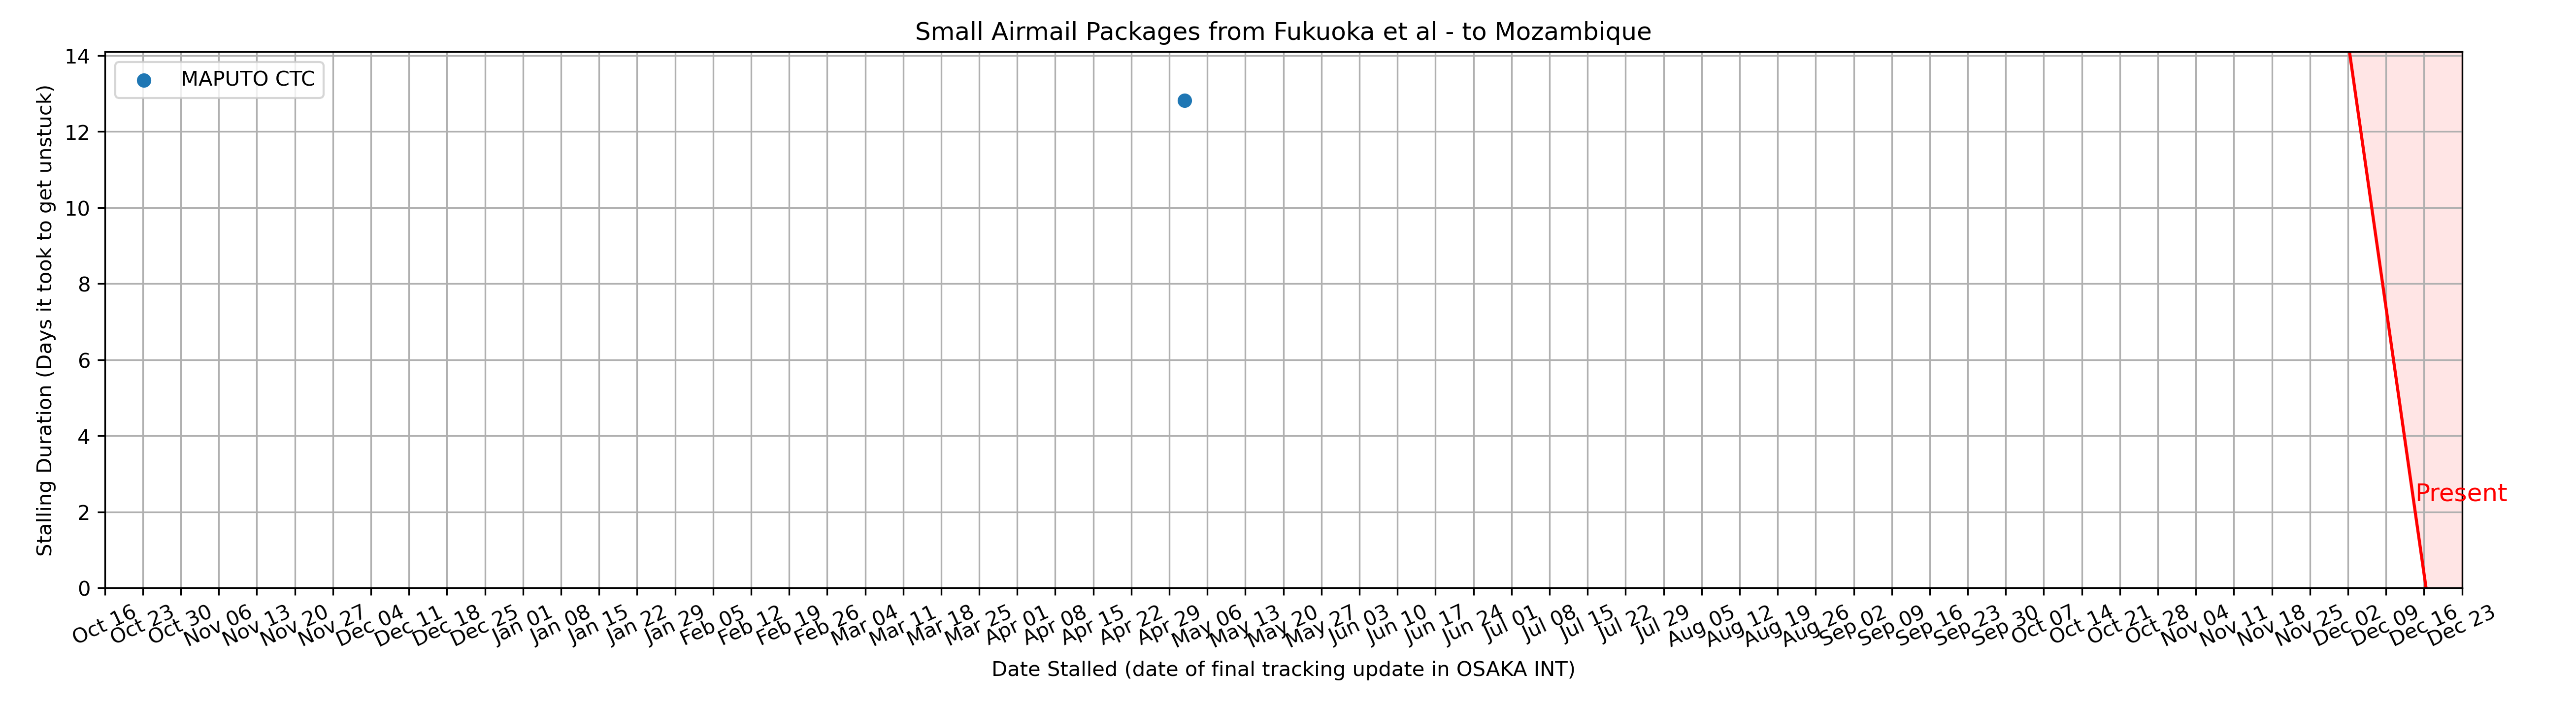 Small Airmail Packages from Fukuoka et al - to Mozambique
MAPUTO CTC
Stalling Duration (Days it took to get unstuck)
14
12
10
8
6
4
2
0
Present
Oct 16
Oct 23
Oct 30
Nov 06
Nov 13
Nov 20
Nov 27
Dec 04
Dec 11
Dec 18
Dec 25
Jan 01
Jan 08
Jan 15
Jan 22
Jan 29
Feb 05
Feb 12
Feb 19
Feb 26
Mar 04
Mar 11
Mar 18
Mar 25
Apr 01
Apr 08
Apr 15
Apr 22
Apr 29
May 06
May 13
May 20
May 27
Jun 03
Jun 10
Jun 17
Jun 24
Jul 01
Jul 08
Jul 15
Jul 22
Jul 29
Aug 05
Aug 12
Aug 19
Aug 26
Sep 02
Sep 09
Sep 16
Sep 23
Sep 30
Oct 07
Oct 14
Oct 21
Oct 28
Nov 04
Nov 11
Nov 18
Nov 25
Dec 02
Dec 09
Dec 16
Dec 23
Date Stalled (date of final tracking update in OSAKA INT)